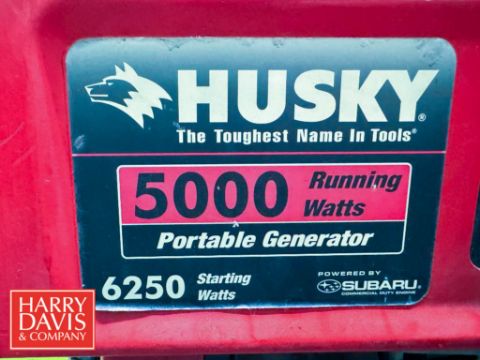 HUSKY®
The Toughest Name In Tools®
5000 Running Watts
Portable Generator
6250 Starting Watts
POWERED BY
SUBARU®
COMMERCIAL DUTY ENGINE
HARRY
DAVIS &
& COMPANY